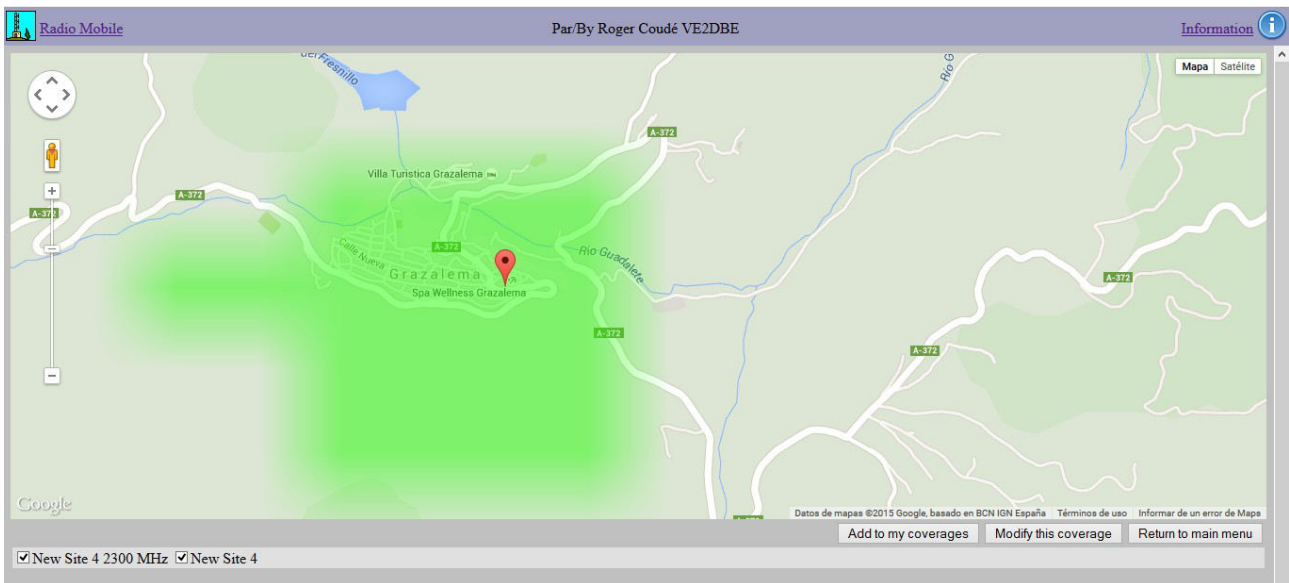 Radio Mobile
Par/By Roger Coudé VE2DBE
Information
del Fresnillo
Río G
Mapa Satélite
A-372
Villa Turistica Grazalema
A-372
A-372
Calle Nueva
A-372
Rio Guadalete
Grazalema
Spa Wellness Grazalema
A-372
A-372
A-372
Google
Datos de mapas ©2015 Google, basado en BCN IGN España Términos de uso Informar de un error de Maps
Add to my coverages Modify this coverage Return to main menu
New Site 4 2300 MHz New Site 4